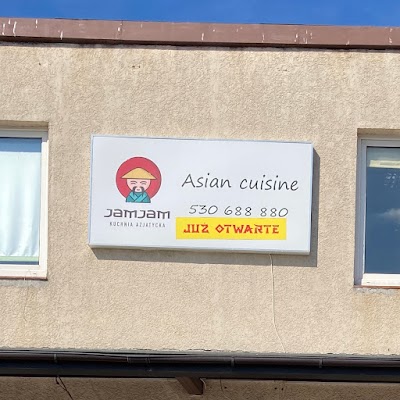 Asian cuisine
530 688 880
JUŻ OTWARTE
JAMJAM
KUCHNIA AZJATYCKA